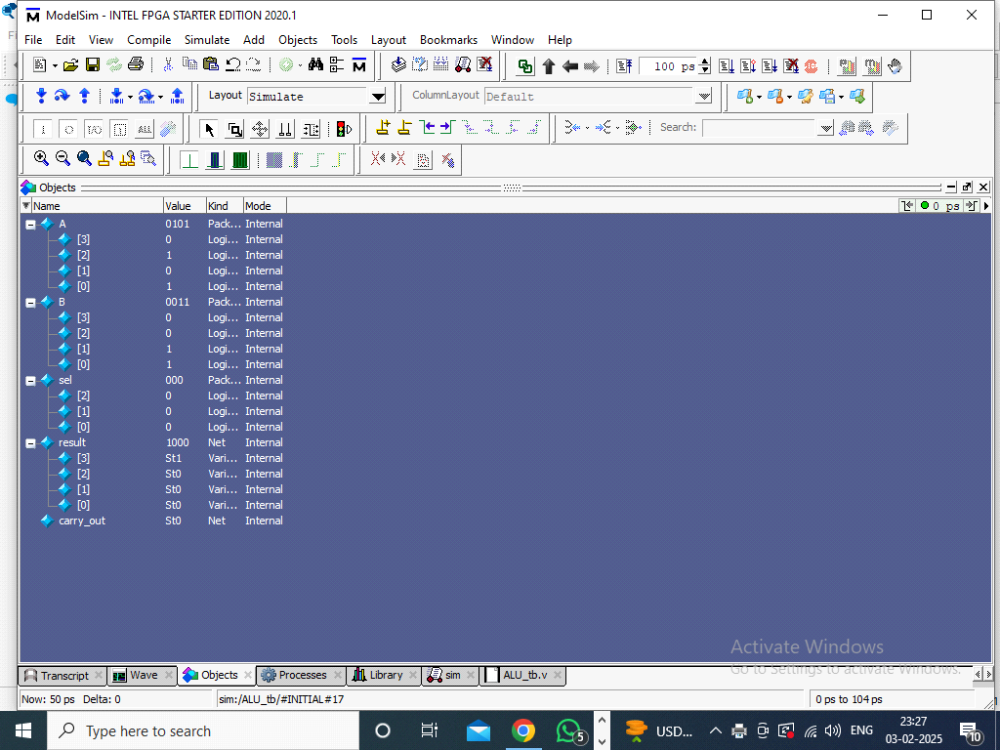 ModelSim - INTEL FPGA STARTER EDITION 2020.1
File Edit View Compile Simulate Add Objects Tools Layout Bookmarks Window Help
100 ps
Layout Simulate ColumnLayout Default
ALL Search:
Objects
Name Value Kind Mode 0 ps
A 0101 Pack... Internal
[3] 0 Logi... Internal
[2] 1 Logi... Internal
[1] 0 Logi... Internal
[0] 1 Logi... Internal
B 0011 Pack... Internal
[3] 0 Logi... Internal
[2] 0 Logi... Internal
[1] 1 Logi... Internal
[0] 1 Logi... Internal
sel 000 Pack... Internal
[2] 0 Logi... Internal
[1] 0 Logi... Internal
[0] 0 Logi... Internal
result 1000 Net Internal
[3] St1 Vari... Internal
[2] St0 Vari... Internal
[1] St0 Vari... Internal
[0] St0 Vari... Internal
carry_out St0 Net Internal
Activate Windows
Go to Settings to activate Windows.
Transcript Wave Objects Processes Library sim ALU_tb.v
Now: 50 ps Delta: 0 sim:/ALU_tb/#INITIAL#17 0 ps to 104 ps
Type here to search 5 USD... ENG 23:27
03-02-2025 10